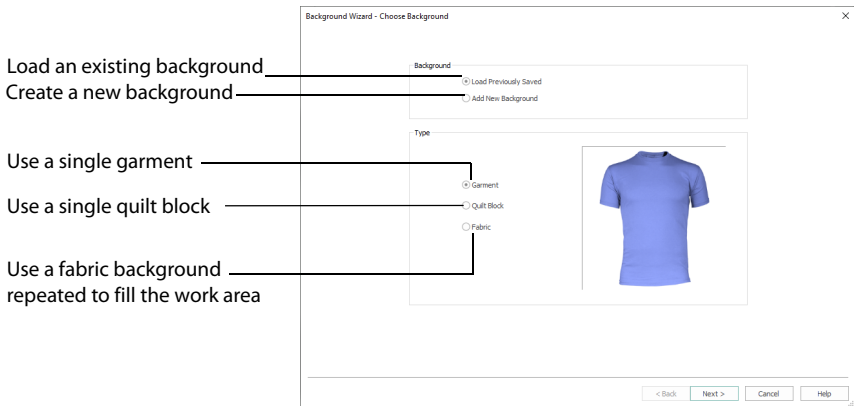 Background Wizard - Choose Background
Load an existing background
Create a new background
Background
Load Previously Saved
Add New Background
Type
Use a single garment
Garment
Use a single quilt block
Quilt Block
Fabric
Use a fabric background
repeated to fill the work area
< Back
Next >
Cancel
Help